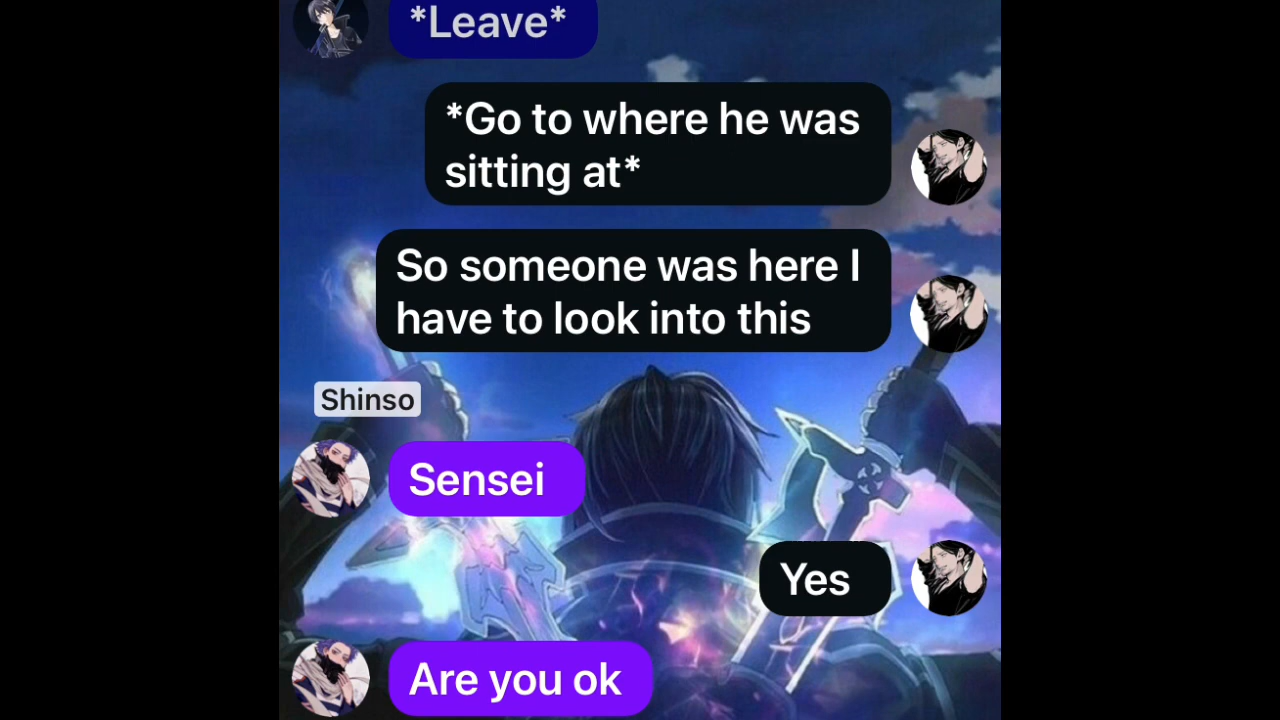 *Leave*
*Go to where he was
sitting at*
So someone was here I
have to look into this
Shinso
Sensei
Yes
Are you ok